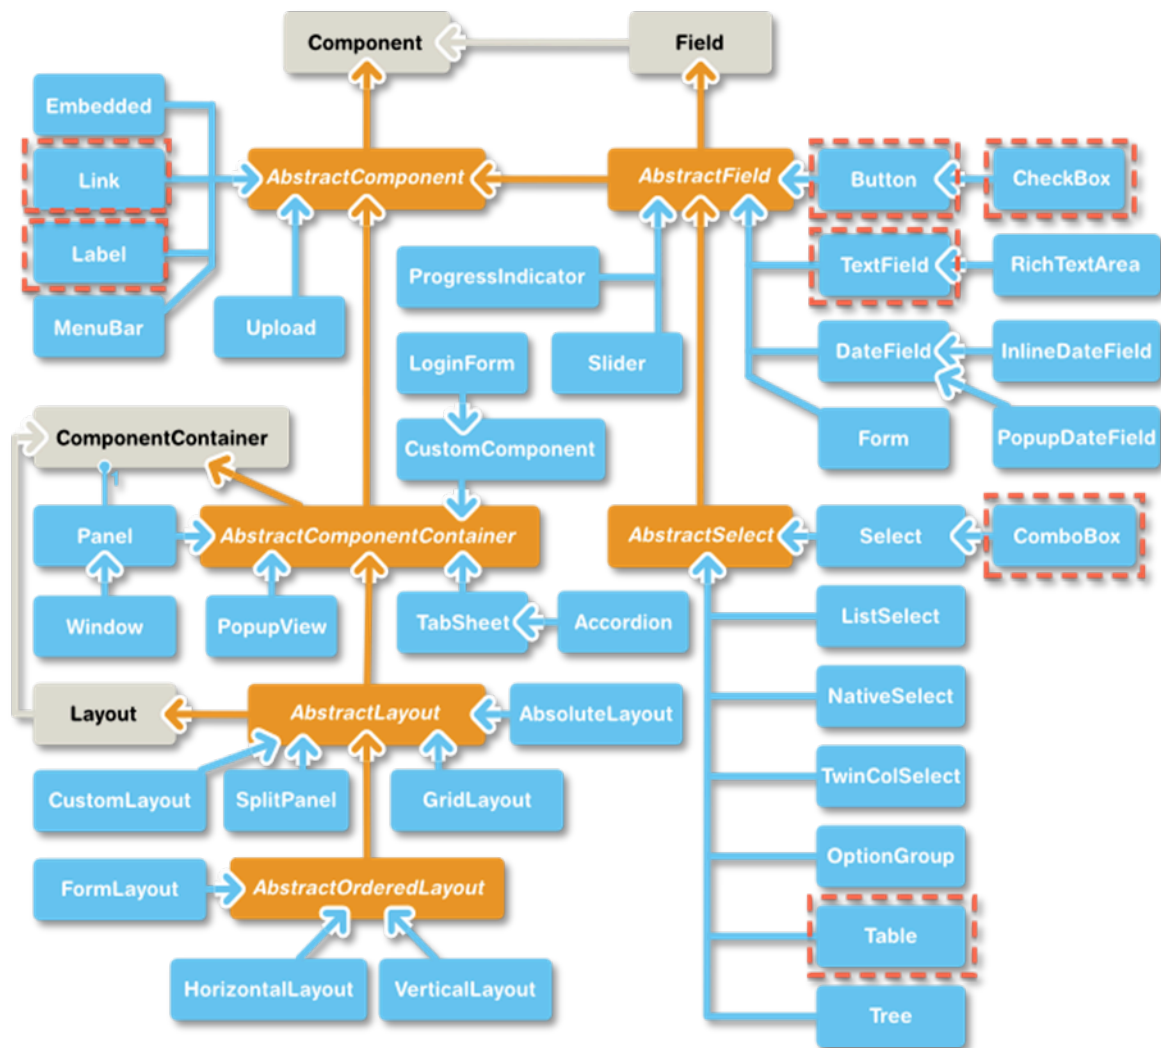 Component
Field
Embedded
Link
AbstractComponent
AbstractField
Button
CheckBox
Label
TextField
RichTextArea
ProgressIndicator
MenuBar
Upload
LoginForm
Slider
DateField
InlineDateField
ComponentContainer
CustomComponent
Form
PopupDateField
Panel
AbstractComponentContainer
AbstractSelect
Select
ComboBox
Window
PopupView
TabSheet
Accordion
ListSelect
NativeSelect
Layout
AbstractLayout
AbsoluteLayout
TwinColSelect
CustomLayout
SplitPanel
GridLayout
OptionGroup
FormLayout
AbstractOrderedLayout
Table
HorizontalLayout
VerticalLayout
Tree